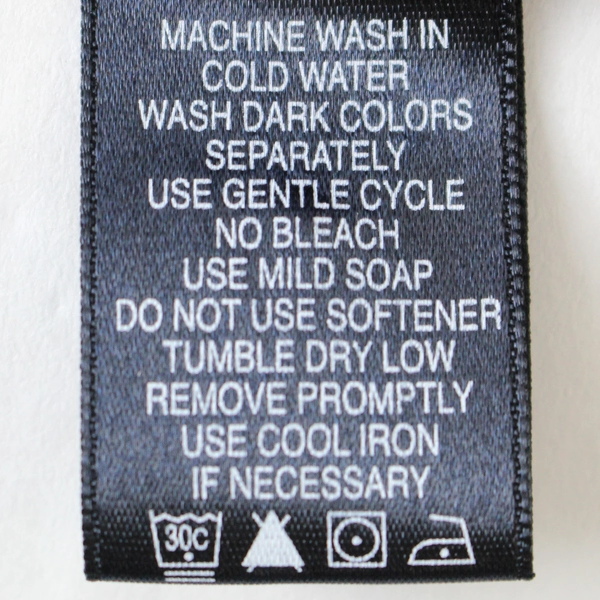 MACHINE WASH IN
COLD WATER
WASH DARK COLORS
SEPARATELY
USE GENTLE CYCLE
NO BLEACH
USE MILD SOAP
DO NOT USE SOFTENER
TUMBLE DRY LOW
REMOVE PROMPTLY
USE COOL IRON
IF NECESSARY
30C